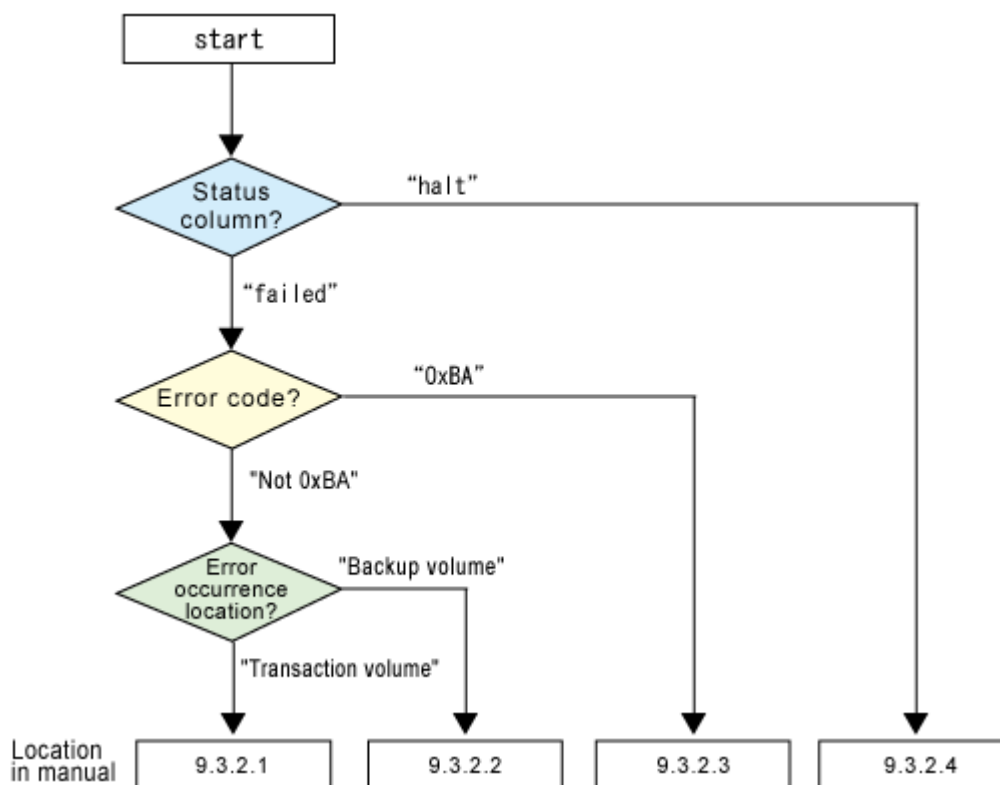 start
Status
column?
“halt”
“failed”
Error code?
“0xBA”
"Not 0xBA"
Error
occurrence
location?
"Backup volume"
"Transaction volume"
Location
in manual
9.3.2.1
9.3.2.2
9.3.2.3
9.3.2.4